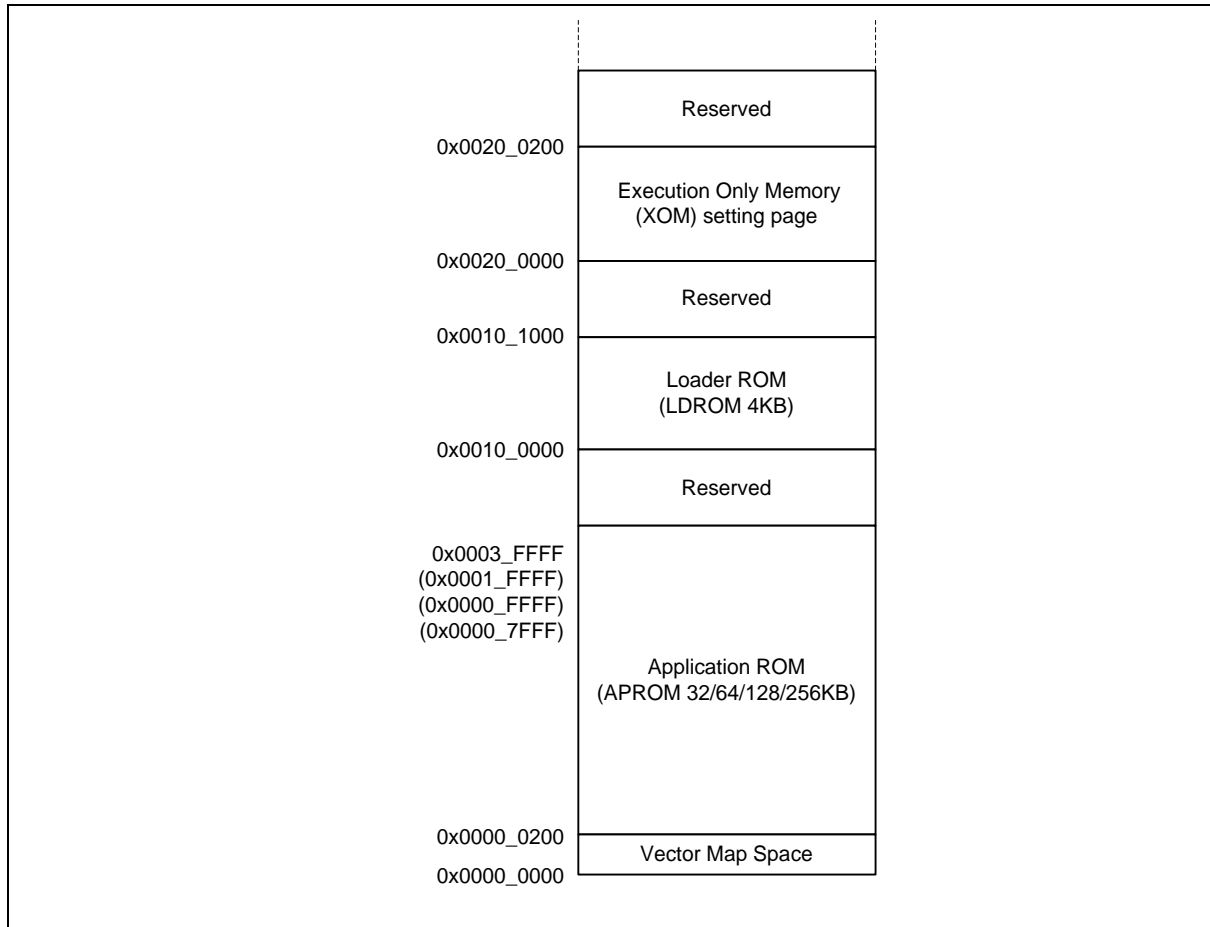 Reserved
0x0020_0200
Execution Only Memory
(XOM) setting page
0x0020_0000
Reserved
0x0010_1000
Loader ROM
(LDROM 4KB)
0x0010_0000
Reserved
0x0003_FFFF
(0x0001_FFFF)
(0x0000_FFFF)
(0x0000_7FFF)
Application ROM
(APROM 32/64/128/256KB)
0x0000_0200
Vector Map Space
0x0000_0000